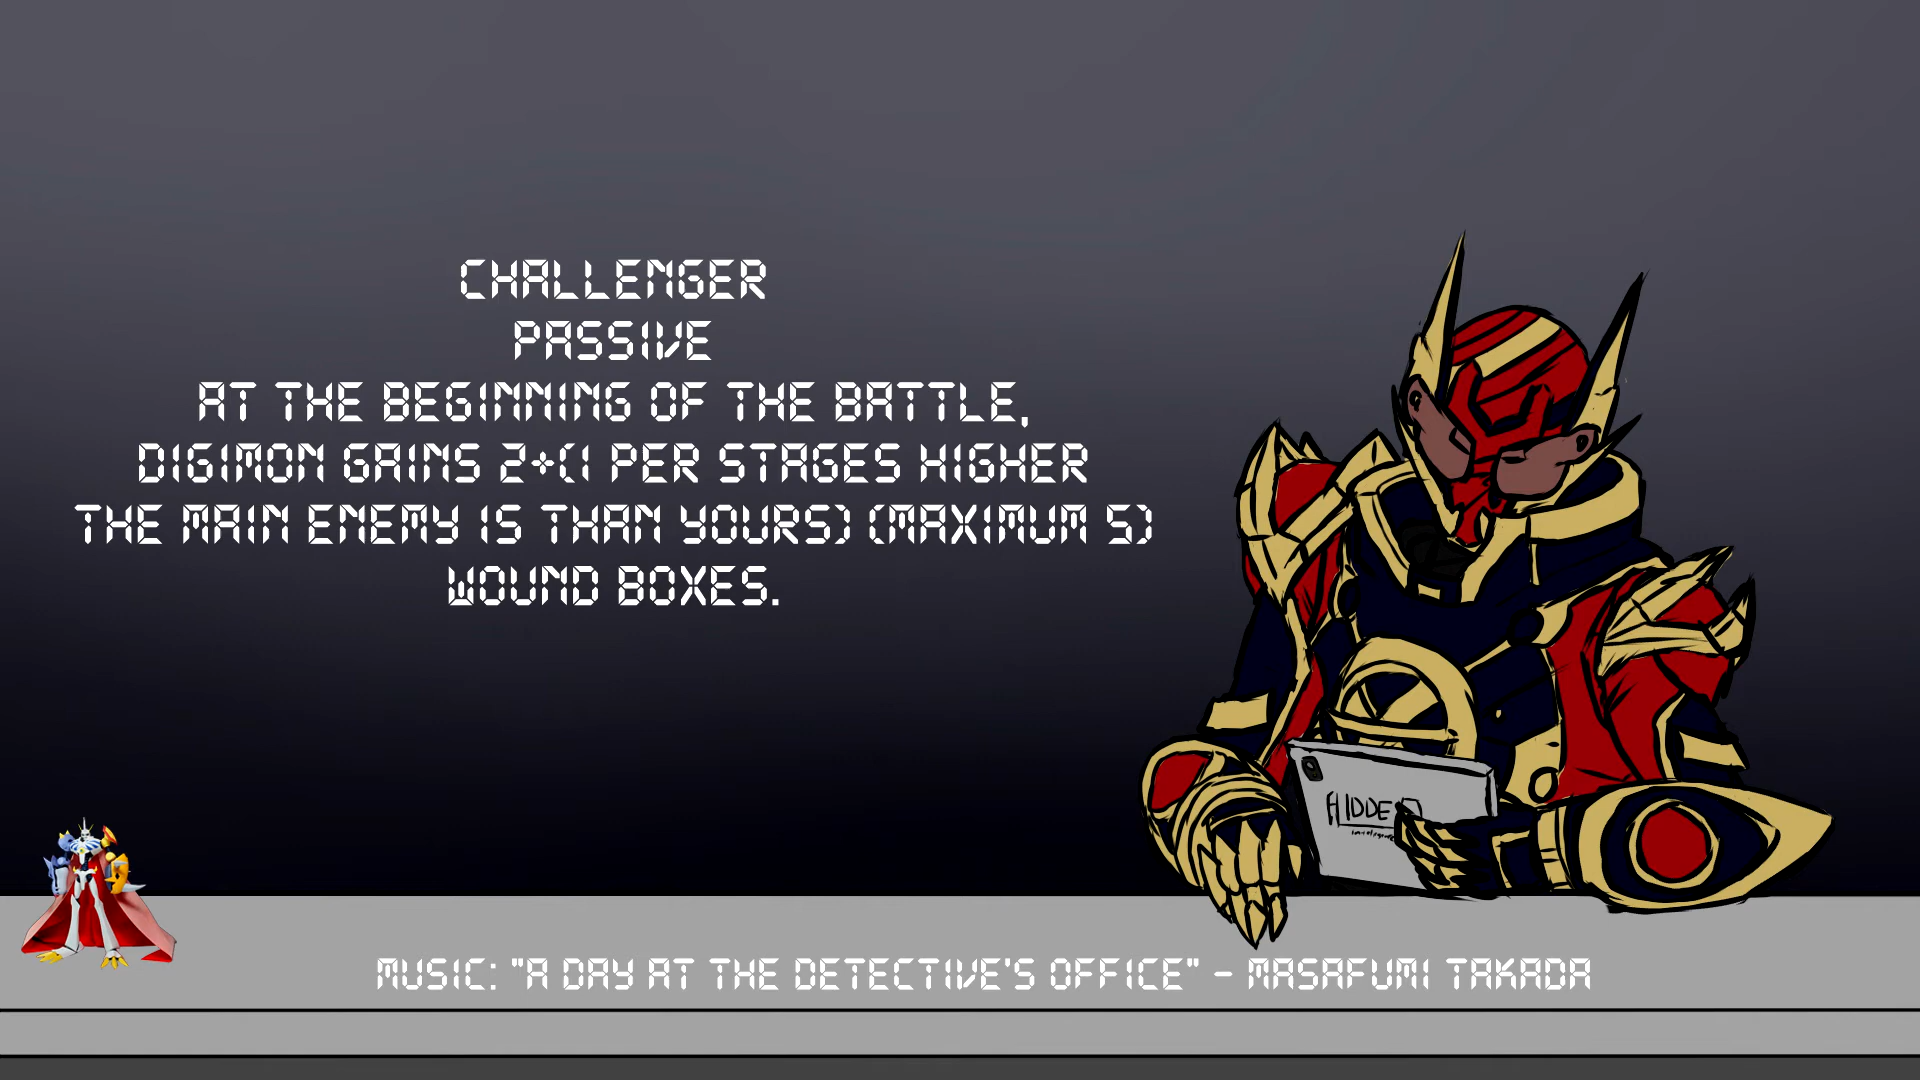 CHALLENGER
PASSIVE
AT THE BEGINNING OF THE BATTLE,
DIGIMON GAINS 2+(1 PER STAGES HIGHER
THE MAIN ENEMY IS THAN YOURS) (MAXIMUM 5)
WOUND BOXES.
HIDDE
MUSIC: "A DAY AT THE DETECTIVE'S OFFICE" - MASAFUMI TAKADA